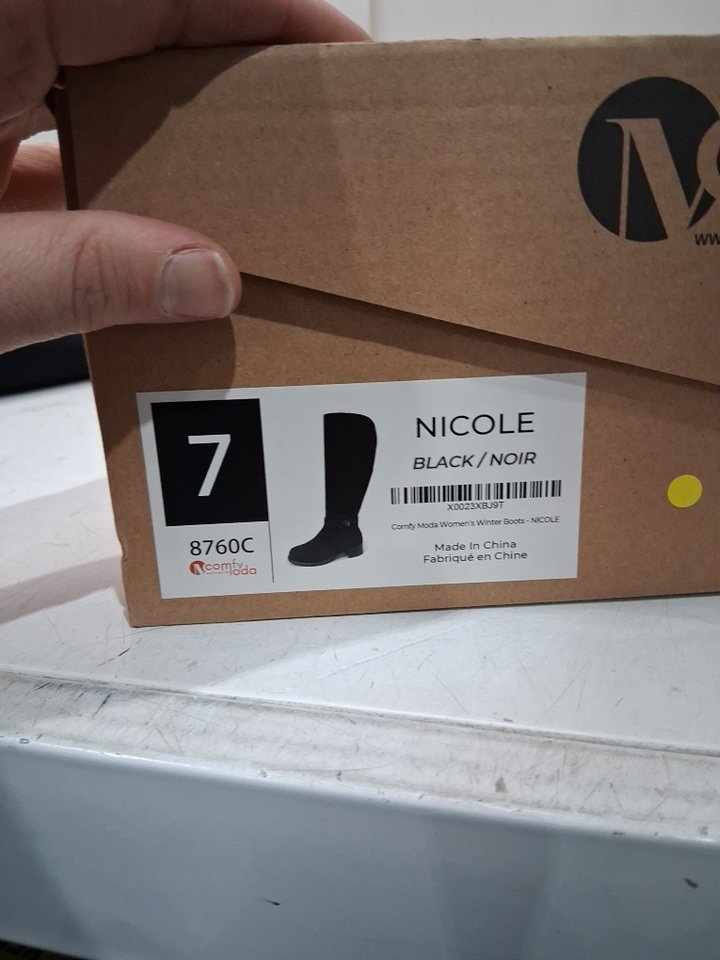 ww
7
NICOLE
BLACK / NOIR
X0023XBJ9T
Comfy Moda Women's Winter Boots - NICOLE
8760C
comfy
moda
Made In China
Fabriqué en Chine